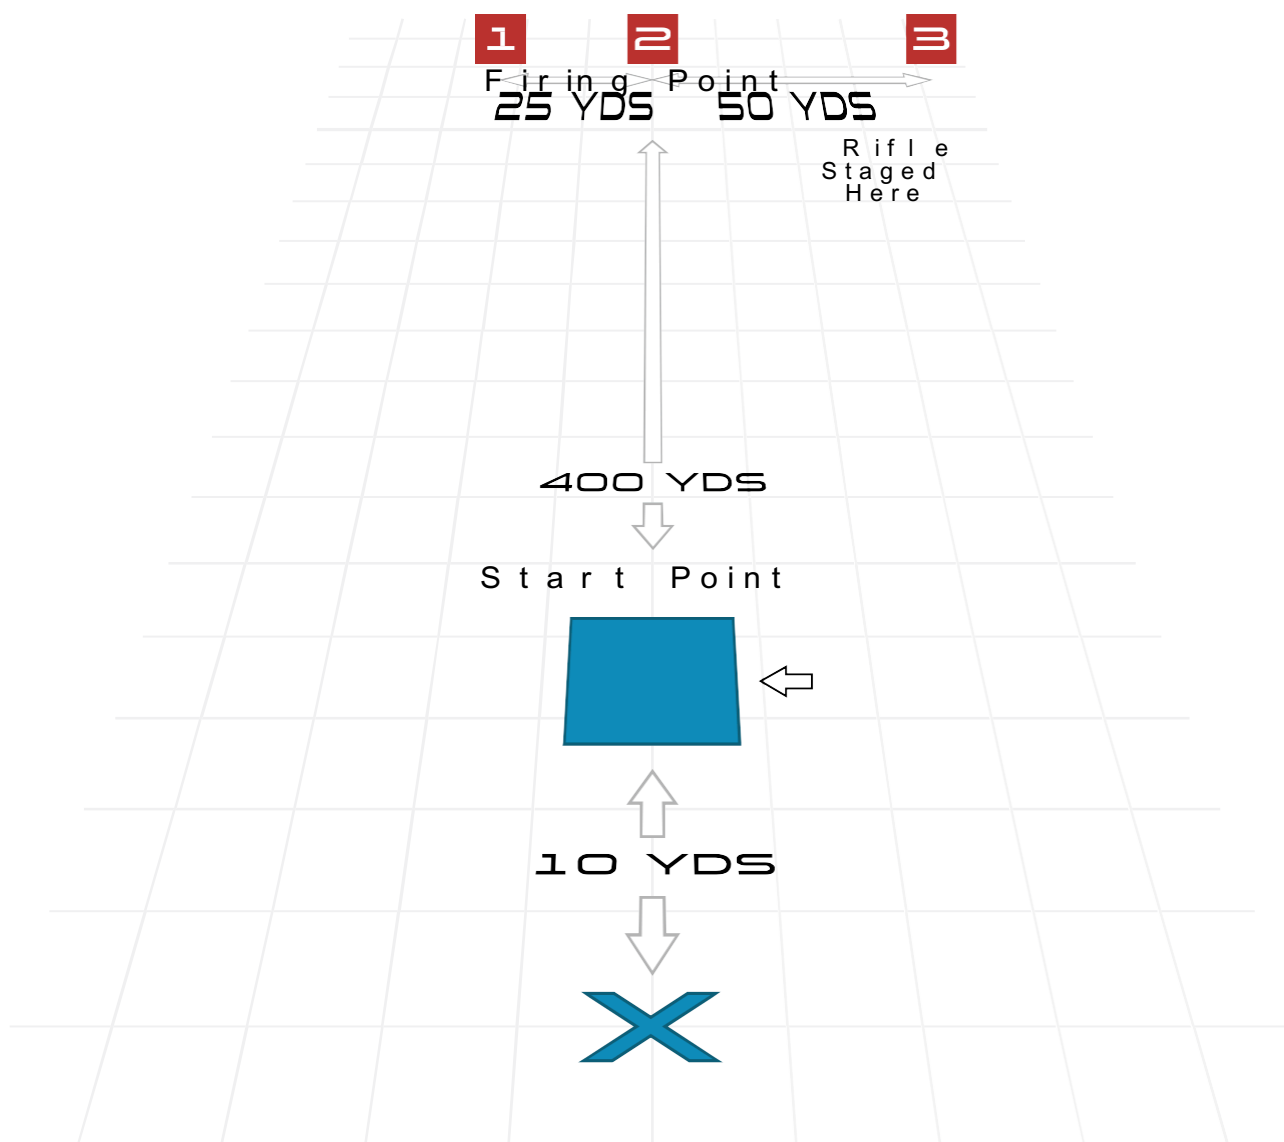 1 2 3
Firing Point
25 YDS 50 YDS
Rifle
Staged
Here
400 YDS
Start Point
10 YDS
X